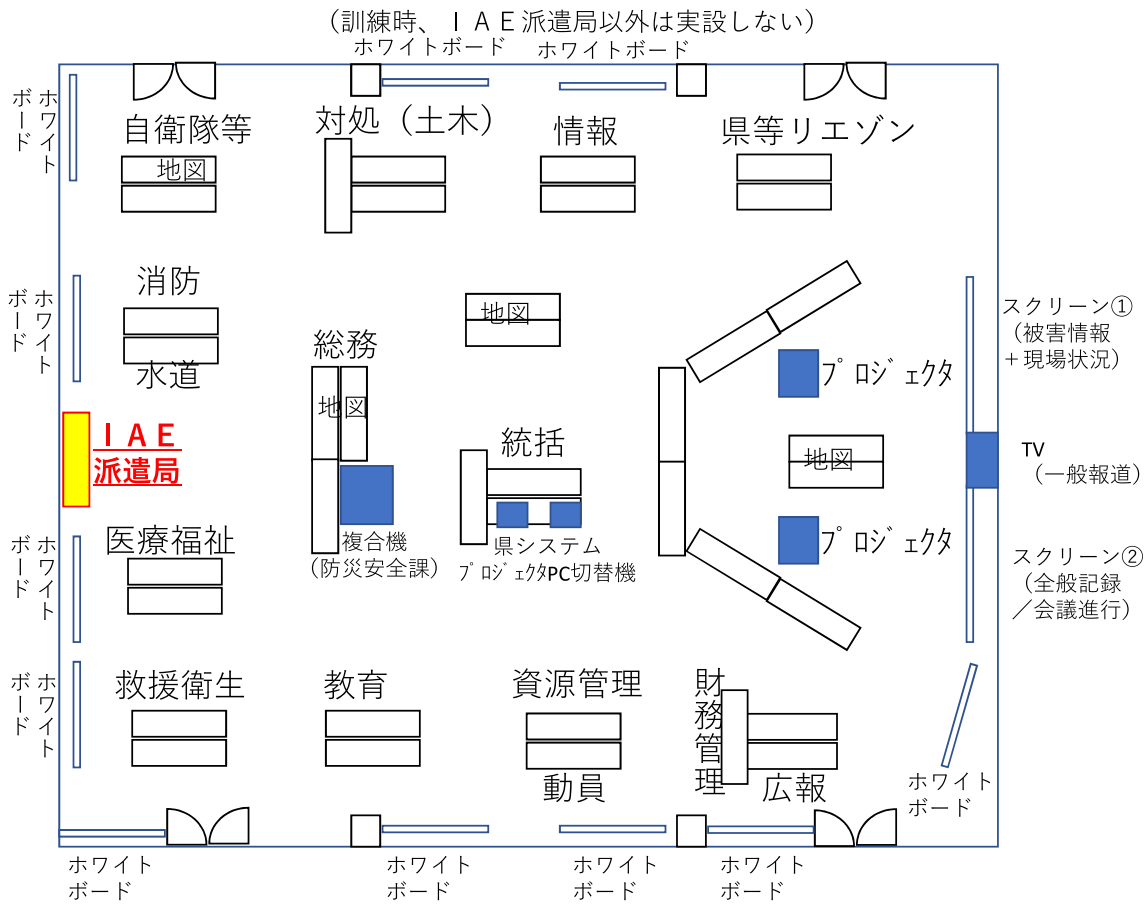 （訓練時、ＩＡＥ派遣局以外は実設しない）
ホワイトボード
ホワイトボード
ホワイト
ボード
自衛隊等
地図
対処（土木）
情報
県等リエゾン
ホワイト
ボード
消防
水道
地図
スクリーン①
（被害情報
＋現場状況）
総務
地図
ﾌﾟﾛｼﾞｪｸﾀ
ＩＡＥ
派遣局
統括
地図
TV
（一般報道）
医療福祉
複合機
（防災安全課）
県システム
ﾌﾟﾛｼﾞｪｸﾀPC切替機
ﾌﾟﾛｼﾞｪｸﾀ
スクリーン②
（全般記録
／会議進行）
ホワイト
ボード
ホワイト
ボード
救援衛生
教育
資源管理
動員
財務管理
広報
ホワイト
ボード
ホワイト
ボード
ホワイト
ボード
ホワイト
ボード
ホワイト
ボード